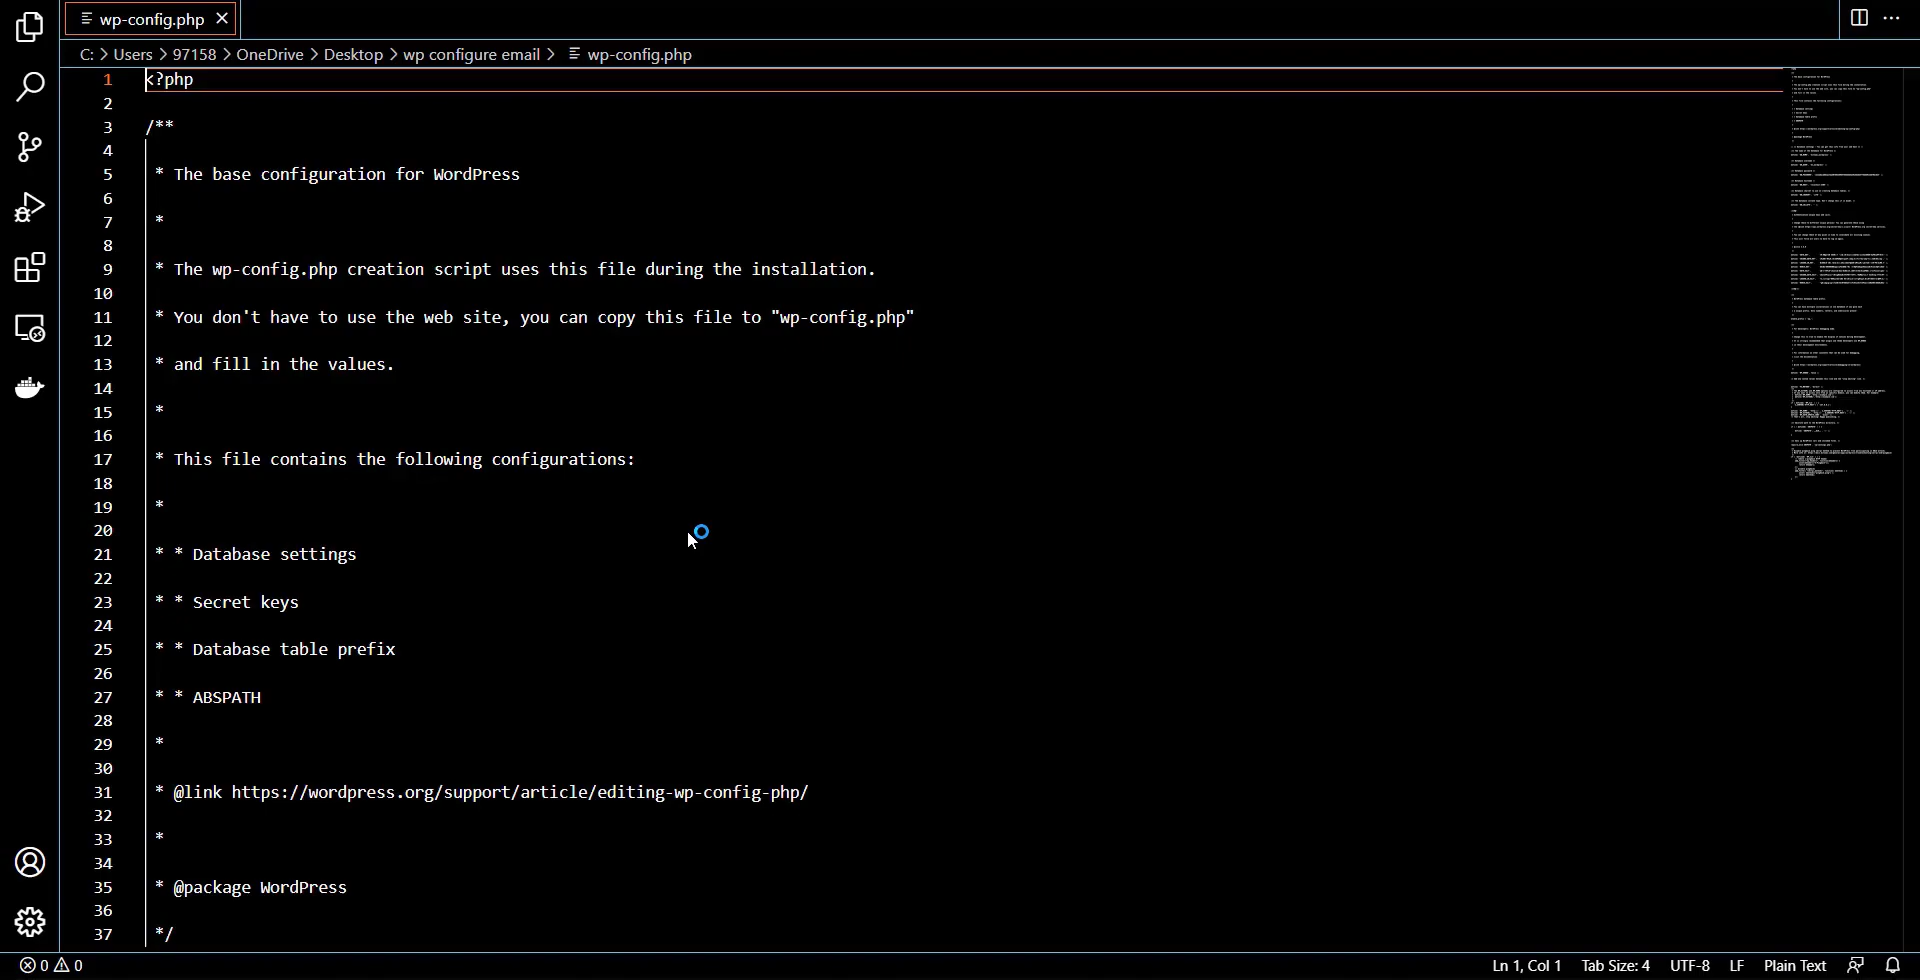 wp-config.php
C: > Users > 97158 > OneDrive > Desktop > wp configure email > wp-config.php
1 <?php
2
3 /**
4
5 * The base configuration for WordPress
6
7 *
8
9 * The wp-config.php creation script uses this file during the installation.
10
11 * You don't have to use the web site, you can copy this file to "wp-config.php"
12
13 * and fill in the values.
14
15 *
16
17 * This file contains the following configurations:
18
19 *
20
21 * * Database settings
22
23 * * Secret keys
24
25 * * Database table prefix
26
27 * * ABSPATH
28
29 *
30
31 * @link https://wordpress.org/support/article/editing-wp-config-php/
32
33 *
34
35 * @package WordPress
36
37 */
0 0 Ln 1, Col 1 Tab Size: 4 UTF-8 LF Plain Text